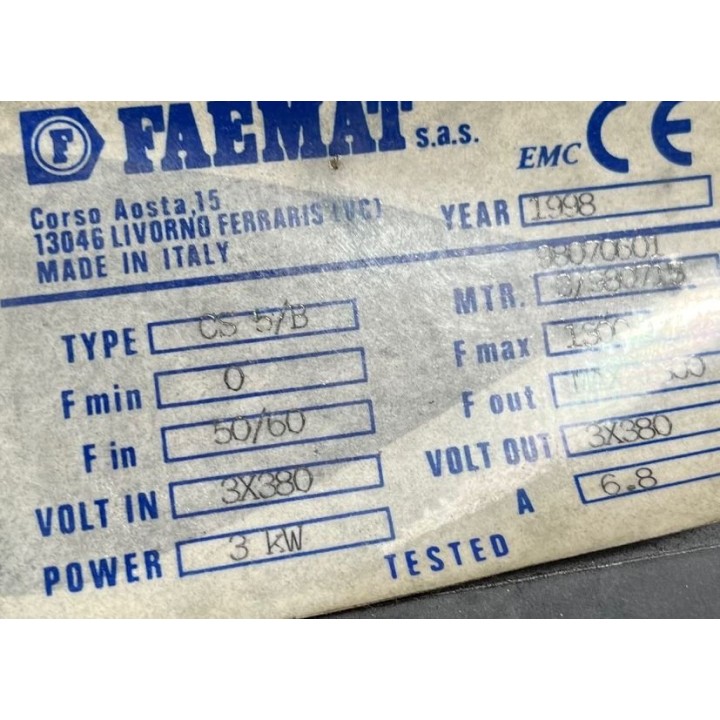 F FAEMAT s.a.s. EMC CE
Corso Aosta, 15
13046 LIVORNO FERRARIS (VC)
MADE IN ITALY
YEAR 1998
98070601
TYPE CS 5/B
MTR.
F min 0
F max
F in 50/60
F out
VOLT IN 3X380
VOLT OUT 3X380
POWER 3 kW
A 6.8
TESTED